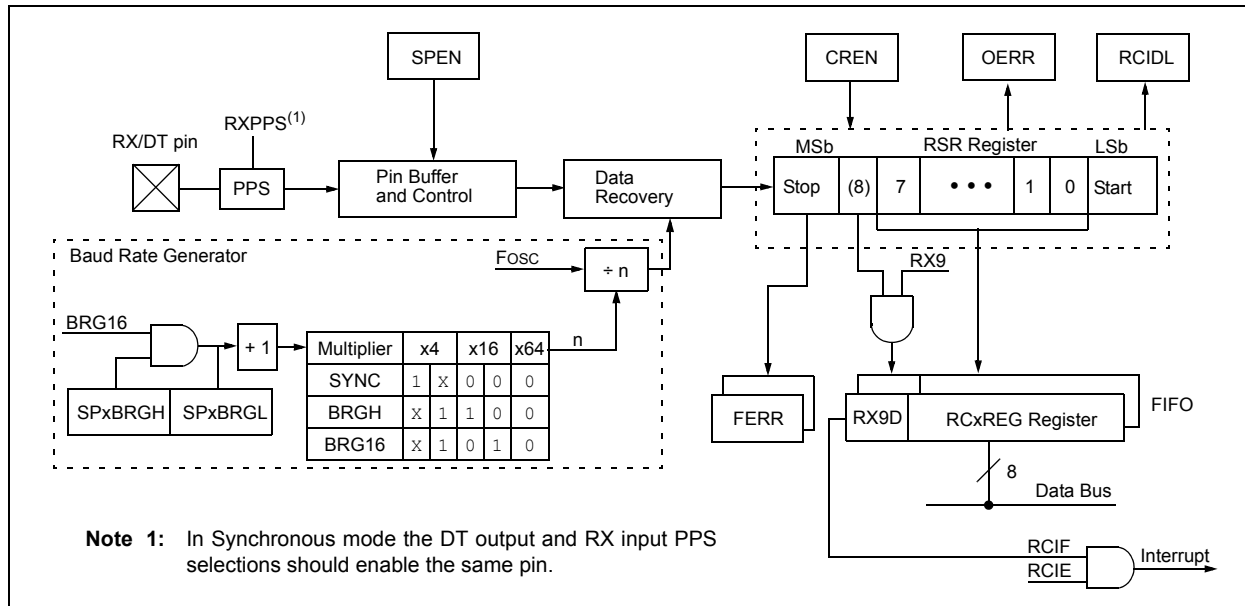 SPEN
CREN
OERR
RCIDL
RXPPS(1)
RX/DT pin
PPS
Pin Buffer
and Control
Data
Recovery
MSb
RSR Register
LSb
Stop
(8)
7
• • •
1
0
Start
Baud Rate Generator
FOSC
÷ n
RX9
BRG16
+ 1
n
Multiplier x4 x16 x64
SYNC 1 X 0 0 0
BRGH X 1 1 0 0
BRG16 X 1 0 1 0
SPxBRGH
SPxBRGL
FERR
RX9D
RCxREG Register
FIFO
8
Data Bus
Note 1: In Synchronous mode the DT output and RX input PPS
selections should enable the same pin.
RCIF
RCIE
Interrupt